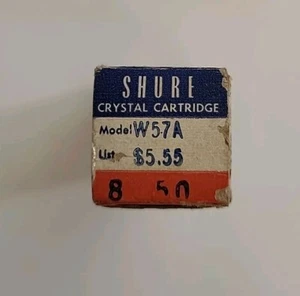 SHURE
CRYSTAL CARTRIDGE
Model W57A
List $5.55
8 50